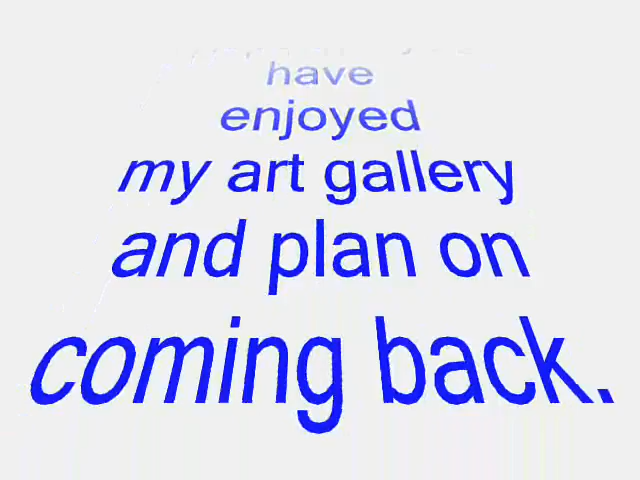 have
enjoyed
my art gallery
and plan on
coming back.